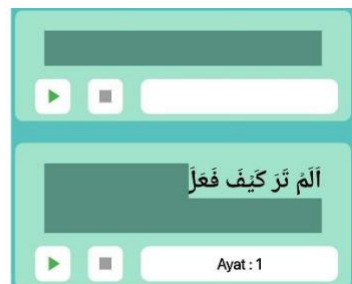 اَلَمْ تَرَ كَيْفَ فَعَلَ
Ayat : 1